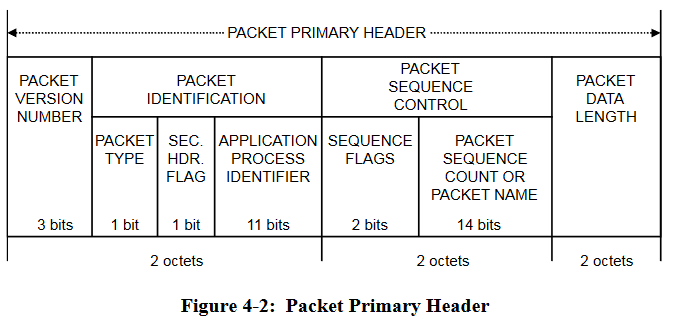 PACKET PRIMARY HEADER
PACKET
VERSION
NUMBER
3 bits
PACKET
IDENTIFICATION
PACKET
TYPE
1 bit
SEC.
HDR.
FLAG
1 bit
APPLICATION
PROCESS
IDENTIFIER
11 bits
PACKET
SEQUENCE
CONTROL
SEQUENCE
FLAGS
2 bits
PACKET
SEQUENCE
COUNT OR
PACKET NAME
14 bits
PACKET
DATA
LENGTH
2 octets
2 octets
2 octets
Figure 4-2: Packet Primary Header